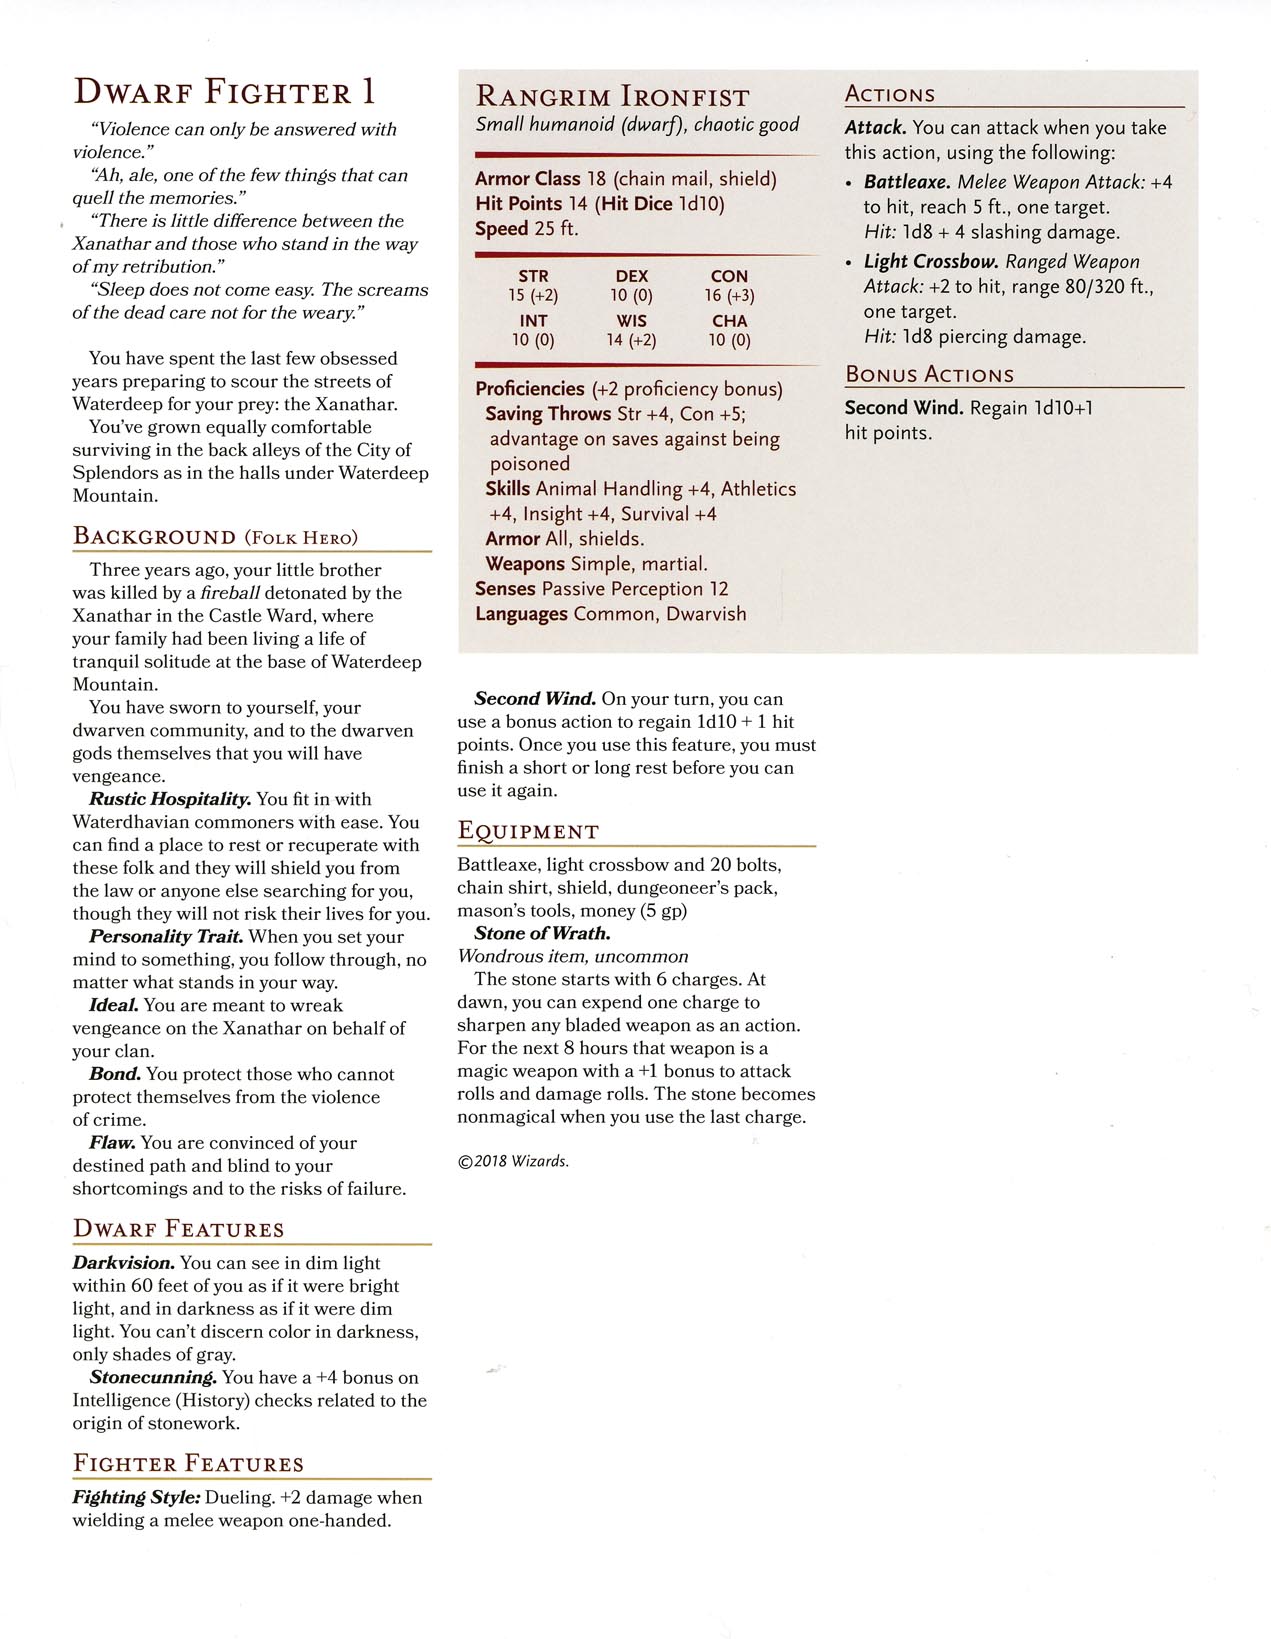 DWARF FIGHTER 1
“Violence can only be answered with
violence.”
“Ah, ale, one of the few things that can
quell the memories.”
“There is little difference between the
Xanathar and those who stand in the way
of my retribution.”
“Sleep does not come easy. The screams
of the dead care not for the weary.”
You have spent the last few obsessed
years preparing to scour the streets of
Waterdeep for your prey: the Xanathar.
You’ve grown equally comfortable
surviving in the back alleys of the City of
Splendors as in the halls under Waterdeep
Mountain.
BACKGROUND (FOLK HERO)
Three years ago, your little brother
was killed by a fireball detonated by the
Xanathar in the Castle Ward, where
your family had been living a life of
tranquil solitude at the base of Waterdeep
Mountain.
You have sworn to yourself, your
dwarven community, and to the dwarven
gods themselves that you will have
vengeance.
Rustic Hospitality. You fit in with
Waterdhavian commoners with ease. You
can find a place to rest or recuperate with
these folk and they will shield you from
the law or anyone else searching for you,
though they will not risk their lives for you.
Personality Trait. When you set your
mind to something, you follow through, no
matter what stands in your way.
Ideal. You are meant to wreak
vengeance on the Xanathar on behalf of
your clan.
Bond. You protect those who cannot
protect themselves from the violence
of crime.
Flaw. You are convinced of your
destined path and blind to your
shortcomings and to the risks of failure.
DWARF FEATURES
Darkvision. You can see in dim light
within 60 feet of you as if it were bright
light, and in darkness as if it were dim
light. You can’t discern color in darkness,
only shades of gray.
Stonecunning. You have a +4 bonus on
Intelligence (History) checks related to the
origin of stonework.
FIGHTER FEATURES
Fighting Style: Dueling. +2 damage when
wielding a melee weapon one-handed.
RANGRIM IRONFIST
Small humanoid (dwarf), chaotic good
Armor Class 18 (chain mail, shield)
Hit Points 14 (Hit Dice 1d10)
Speed 25 ft.
STR DEX CON
15 (+2) 10 (0) 16 (+3)
INT WIS CHA
10 (0) 14 (+2) 10 (0)
Proficiencies (+2 proficiency bonus)
Saving Throws Str +4, Con +5;
advantage on saves against being
poisoned
Skills Animal Handling +4, Athletics
+4, Insight +4, Survival +4
Armor All, shields.
Weapons Simple, martial.
Senses Passive Perception 12
Languages Common, Dwarvish
ACTIONS
Attack. You can attack when you take
this action, using the following:
• Battleaxe. Melee Weapon Attack: +4
to hit, reach 5 ft., one target.
Hit: 1d8 + 4 slashing damage.
• Light Crossbow. Ranged Weapon
Attack: +2 to hit, range 80/320 ft.,
one target.
Hit: 1d8 piercing damage.
BONUS ACTIONS
Second Wind. Regain 1d10+1
hit points.
Second Wind. On your turn, you can
use a bonus action to regain 1d10 + 1 hit
points. Once you use this feature, you must
finish a short or long rest before you can
use it again.
EQUIPMENT
Battleaxe, light crossbow and 20 bolts,
chain shirt, shield, dungeoneer’s pack,
mason’s tools, money (5 gp)
Stone of Wrath.
Wondrous item, uncommon
The stone starts with 6 charges. At
dawn, you can expend one charge to
sharpen any bladed weapon as an action.
For the next 8 hours that weapon is a
magic weapon with a +1 bonus to attack
rolls and damage rolls. The stone becomes
nonmagical when you use the last charge.
©2018 Wizards.